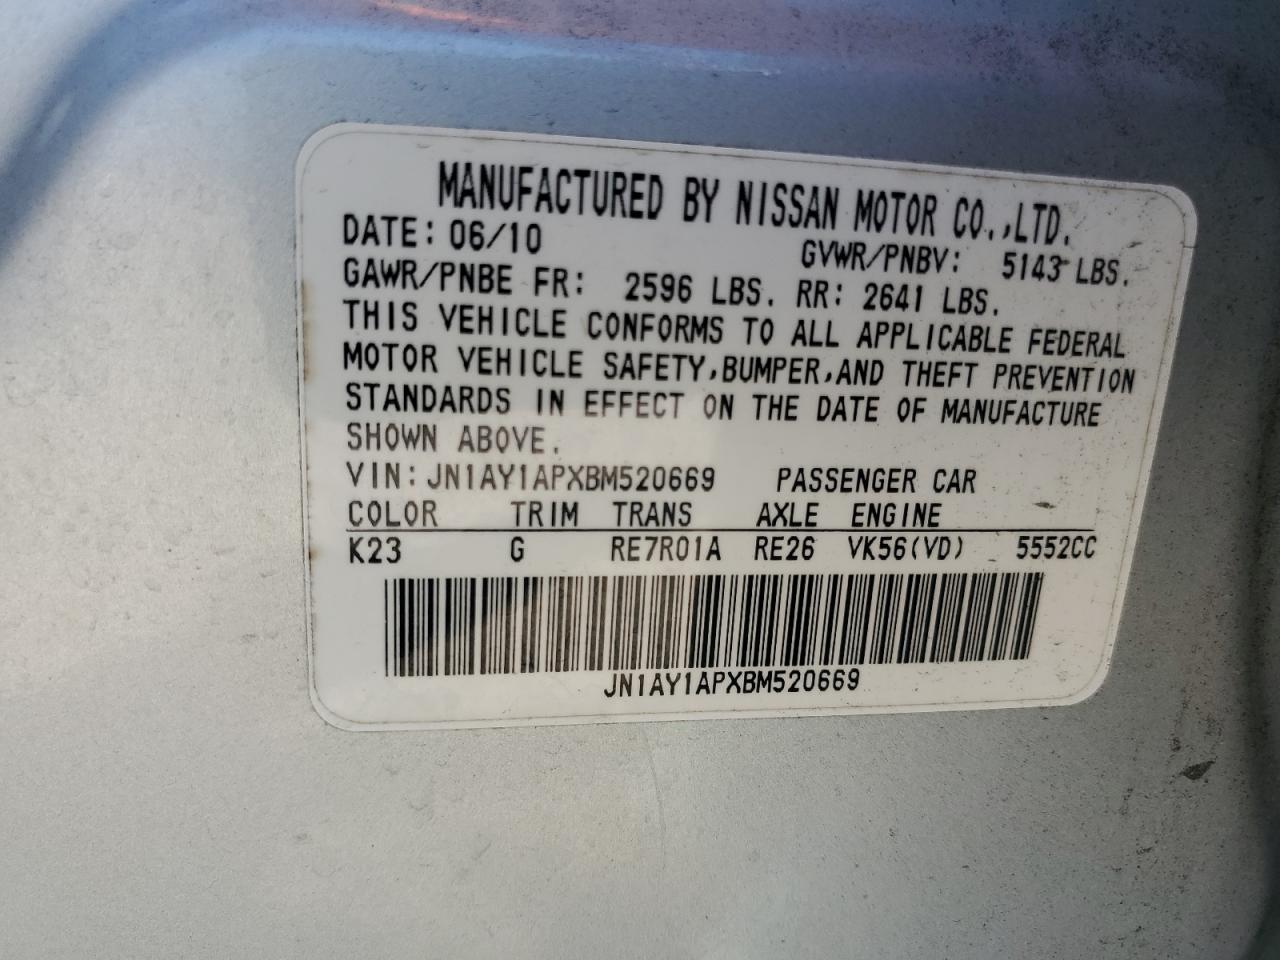 MANUFACTURED BY NISSAN MOTOR CO.,LTD.
DATE: 06/10 GVWR/PNBV: 5143 LBS.
GAWR/PNBE FR: 2596 LBS. RR: 2641 LBS.
THIS VEHICLE CONFORMS TO ALL APPLICABLE FEDERAL
MOTOR VEHICLE SAFETY,BUMPER,AND THEFT PREVENTION
STANDARDS IN EFFECT ON THE DATE OF MANUFACTURE
SHOWN ABOVE.
VIN:JN1AY1APXBM520669 PASSENGER CAR
COLOR TRIM TRANS AXLE ENGINE
K23 G RE7R01A RE26 VK56(VD) 5552CC
JN1AY1APXBM520669